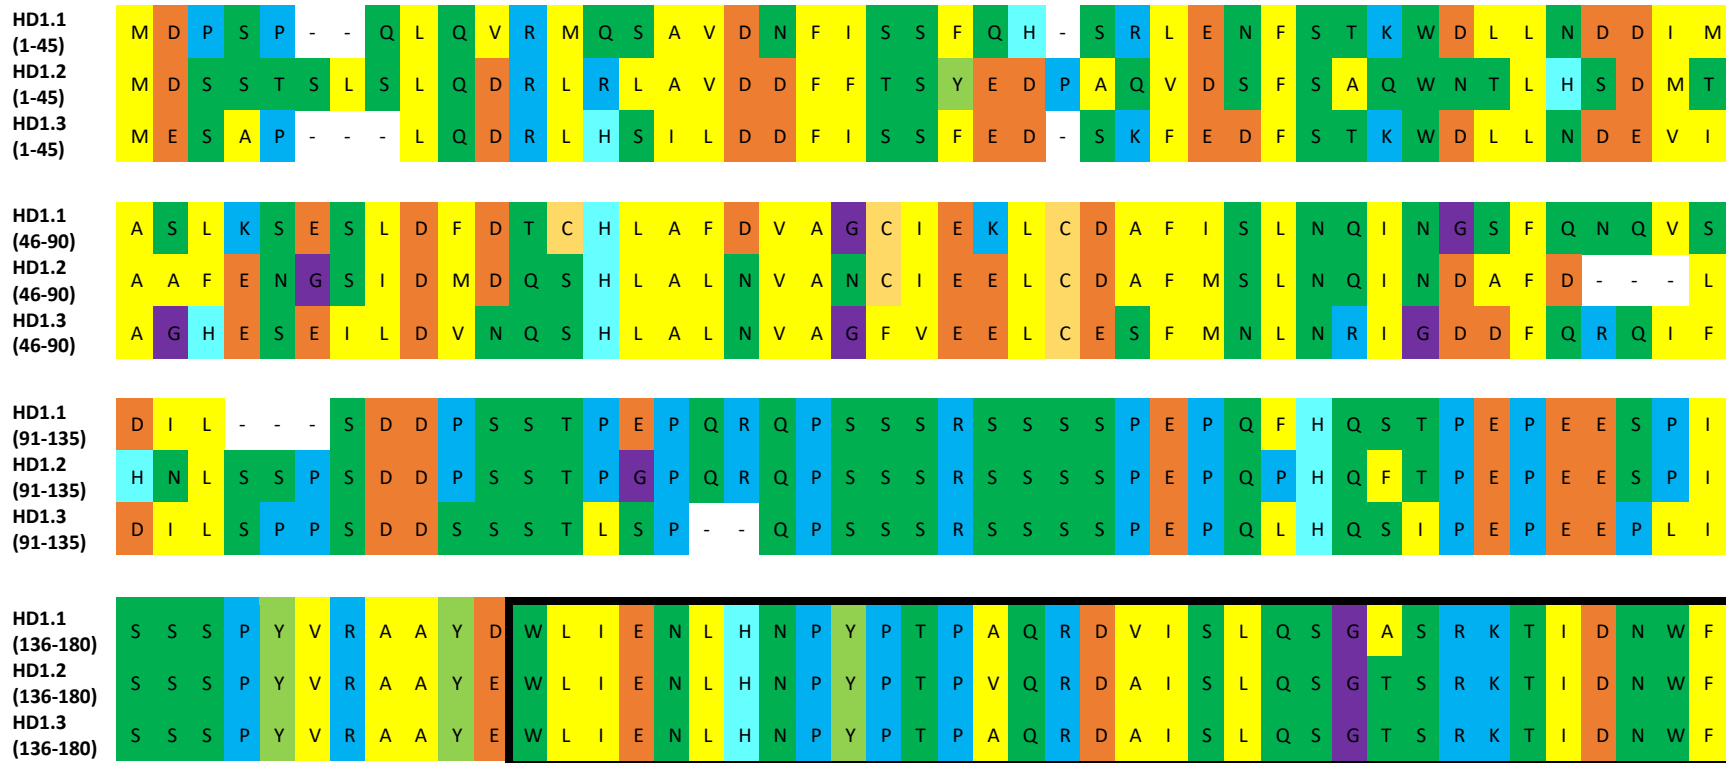 HD1.1 (1-45) M D P S P - - Q L Q V R M Q S A V D N F I S S F Q H - S R L E N F S T K W D L L N D D I M
HD1.2 (1-45) M D S S T S L S L Q D R L R L A V D D F F T S Y E D P A Q V D S F S A Q W N T L H S D M T
HD1.3 (1-45) M E S A P - - - L Q D R L H S I L D D F I S S F E D - S K F E D F S T K W D L L N D E V I
HD1.1 (46-90) A S L K S E S L D F D T C H L A F D V A G C I E K L C D A F I S L N Q I N G S F Q N Q V S
HD1.2 (46-90) A A F E N G S I D M D Q S H L A L N V A N C I E E L C D A F M S L N Q I N D A F D - - - L
HD1.3 (46-90) A G H E S E I L D V N Q S H L A L N V A G F V E E L C E S F M N L N R I G D D F Q R Q I F
HD1.1 (91-135) D I L - - - S D D P S S T P E P Q R Q P S S S R S S S S P E P Q F H Q S T P E P E E S P I
HD1.2 (91-135) H N L S S P S D D P S S T P G P Q R Q P S S S R S S S S P E P Q P H Q F T P E P E E S P I
HD1.3 (91-135) D I L S P P S D D S S S T L S P - - Q P S S S R S S S S P E P Q L H Q S I P E P E E P L I
HD1.1 (136-180) S S S P Y V R A A Y D W L I E N L H N P Y P T P A Q R D V I S L Q S G A S R K T I D N W F
HD1.2 (136-180) S S S P Y V R A A Y E W L I E N L H N P Y P T P V Q R D A I S L Q S G T S R K T I D N W F
HD1.3 (136-180) S S S P Y V R A A Y E W L I E N L H N P Y P T P A Q R D A I S L Q S G T S R K T I D N W F